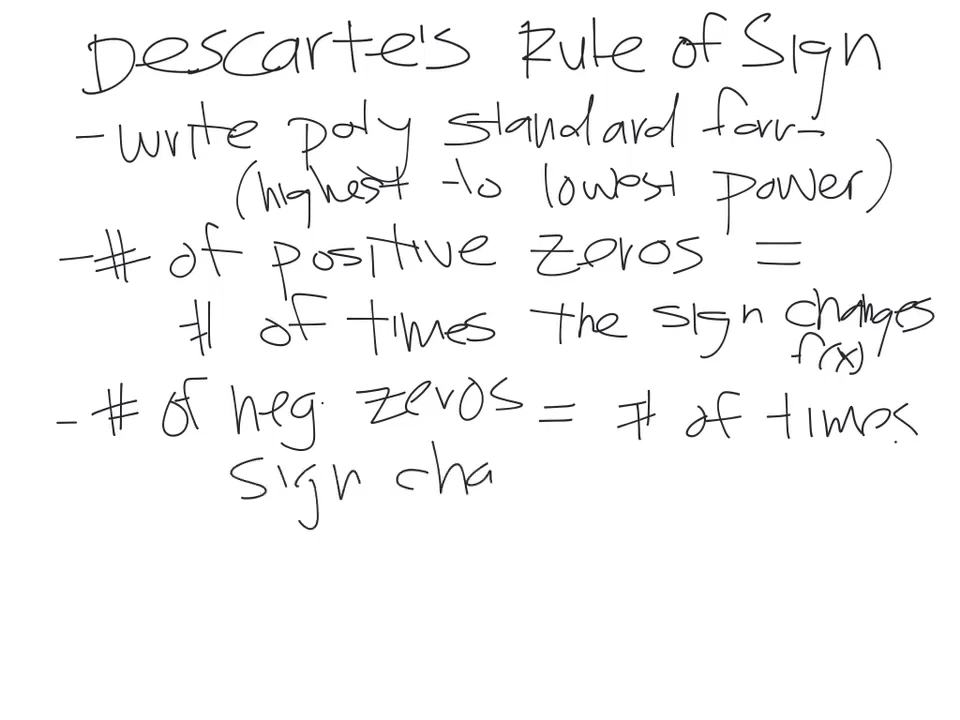 Descarte's Rule of Sign
- write poly standard form
(highest to lowest power)
- # of positive zeros =
# of times the sign changes
f(x)
- # of neg. zeros = # of times
sign cha